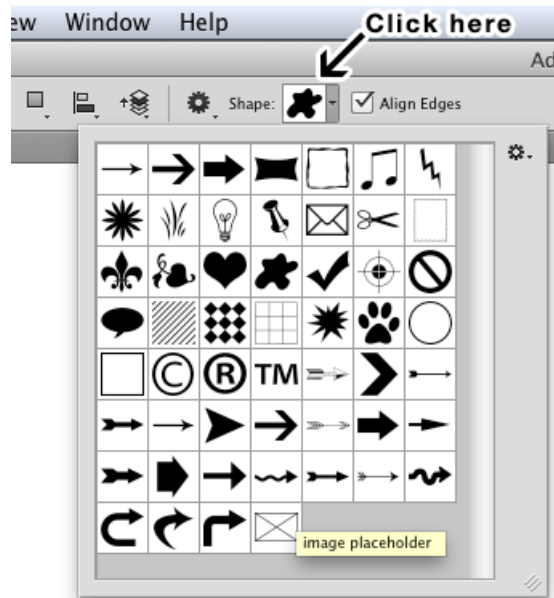 ew Window Help
Click here
Ad
Shape:
Align Edges
© ® TM
image placeholder